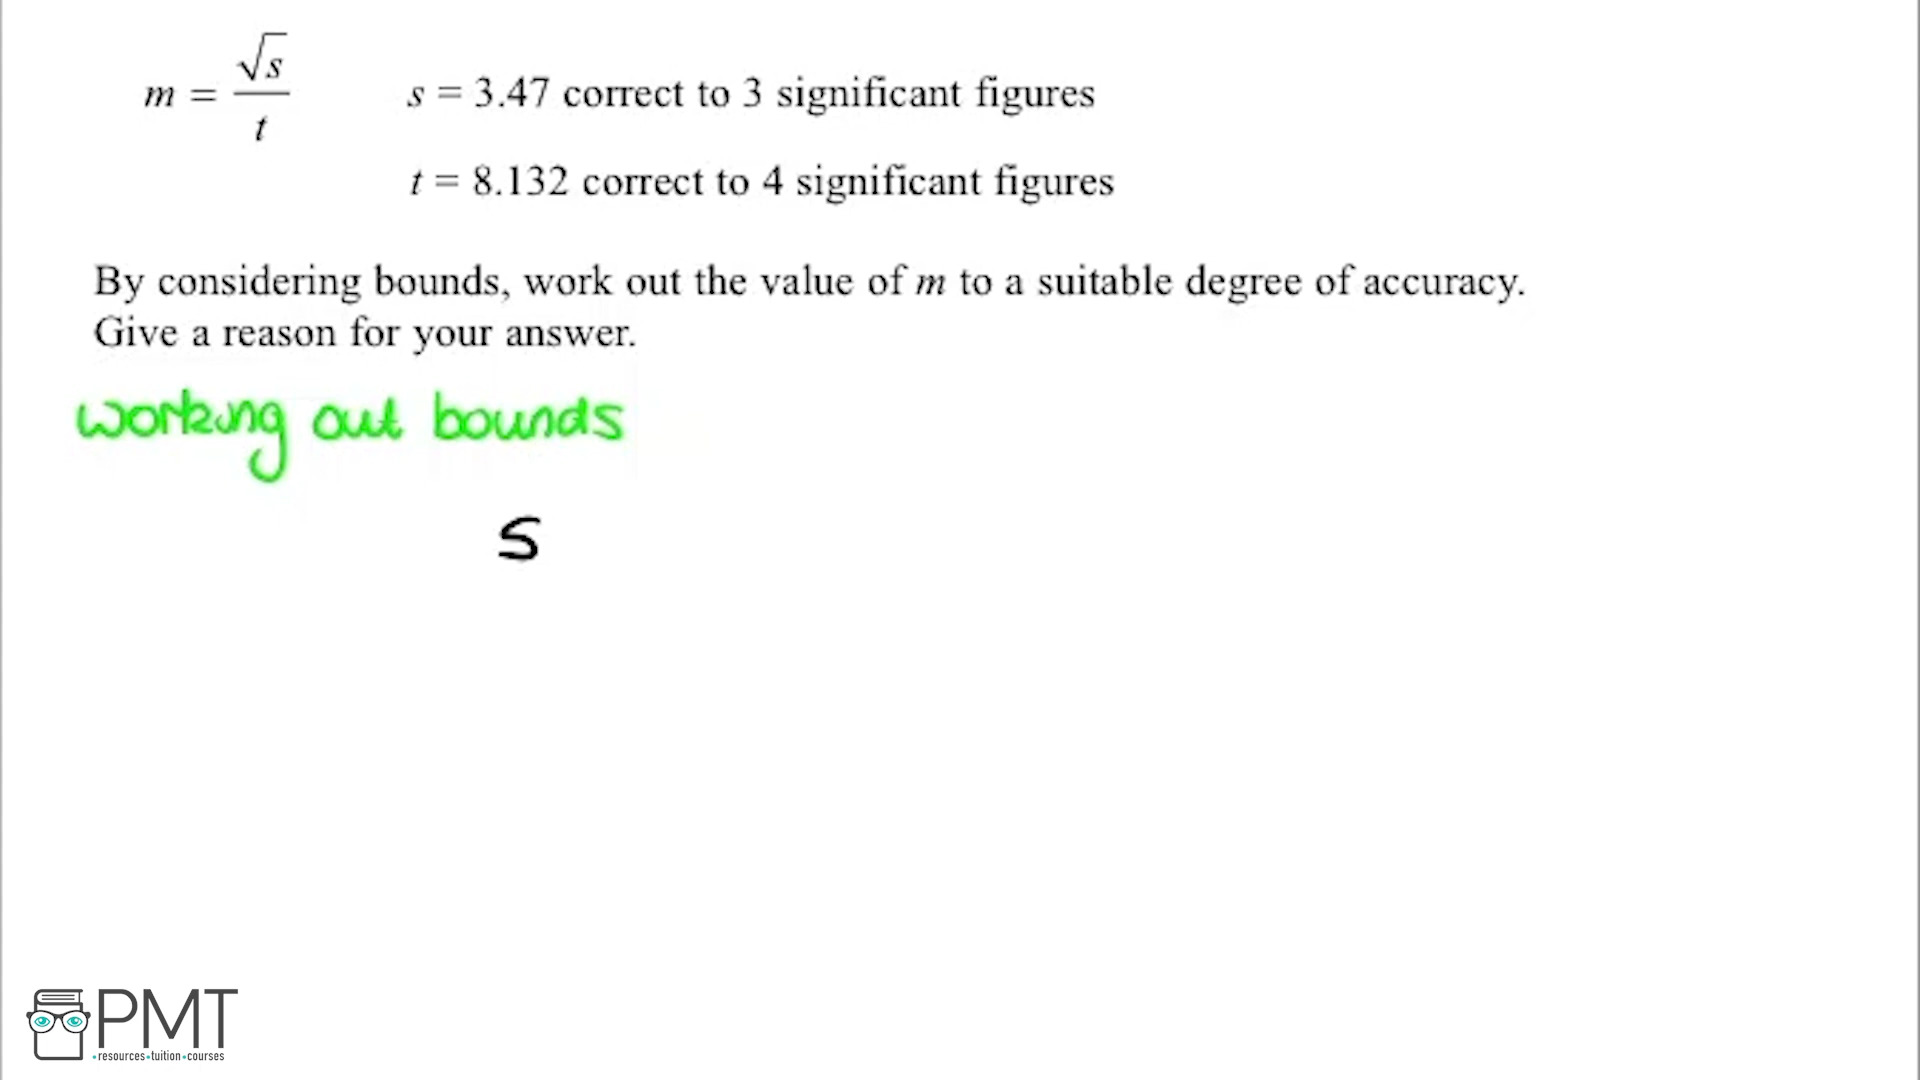 m = √s / t
s = 3.47 correct to 3 significant figures
t = 8.132 correct to 4 significant figures
By considering bounds, work out the value of m to a suitable degree of accuracy.
Give a reason for your answer.
working out bounds
S
PMT
•resources•tuition•courses